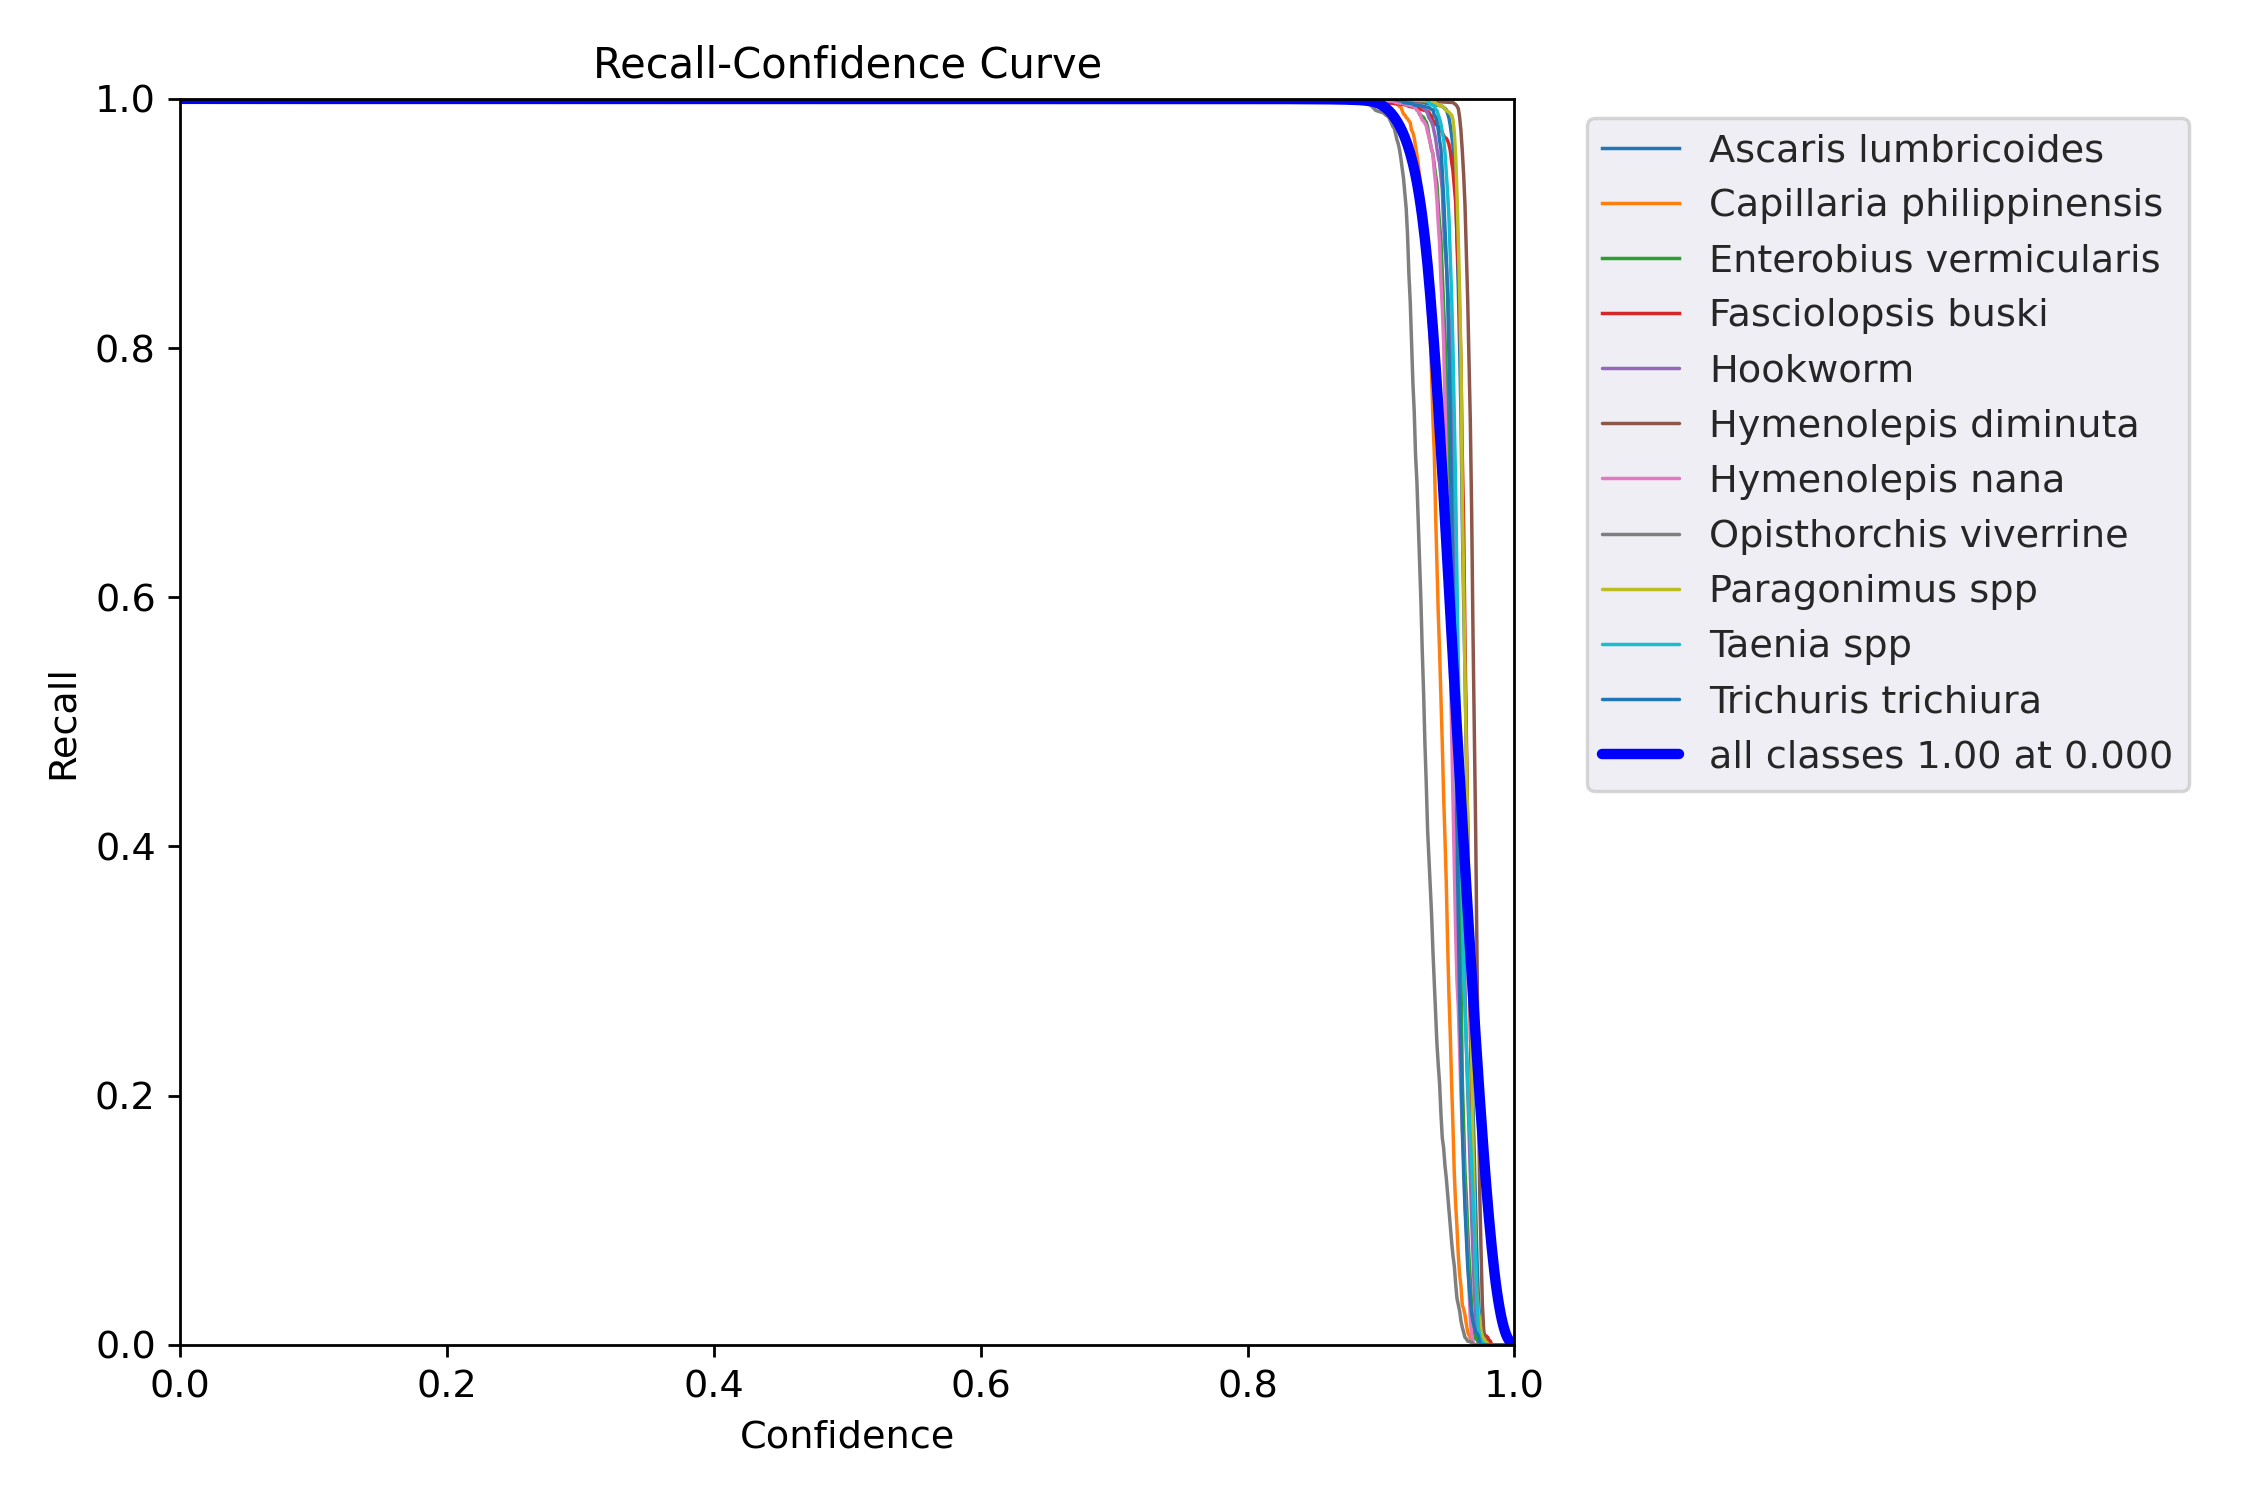 Recall-Confidence Curve
1.0
0.8
0.6
0.4
0.2
0.0
Recall
0.0 0.2 0.4 0.6 0.8 1.0
Confidence
Ascaris lumbricoides
Capillaria philippinensis
Enterobius vermicularis
Fasciolopsis buski
Hookworm
Hymenolepis diminuta
Hymenolepis nana
Opisthorchis viverrine
Paragonimus spp
Taenia spp
Trichuris trichiura
all classes 1.00 at 0.000